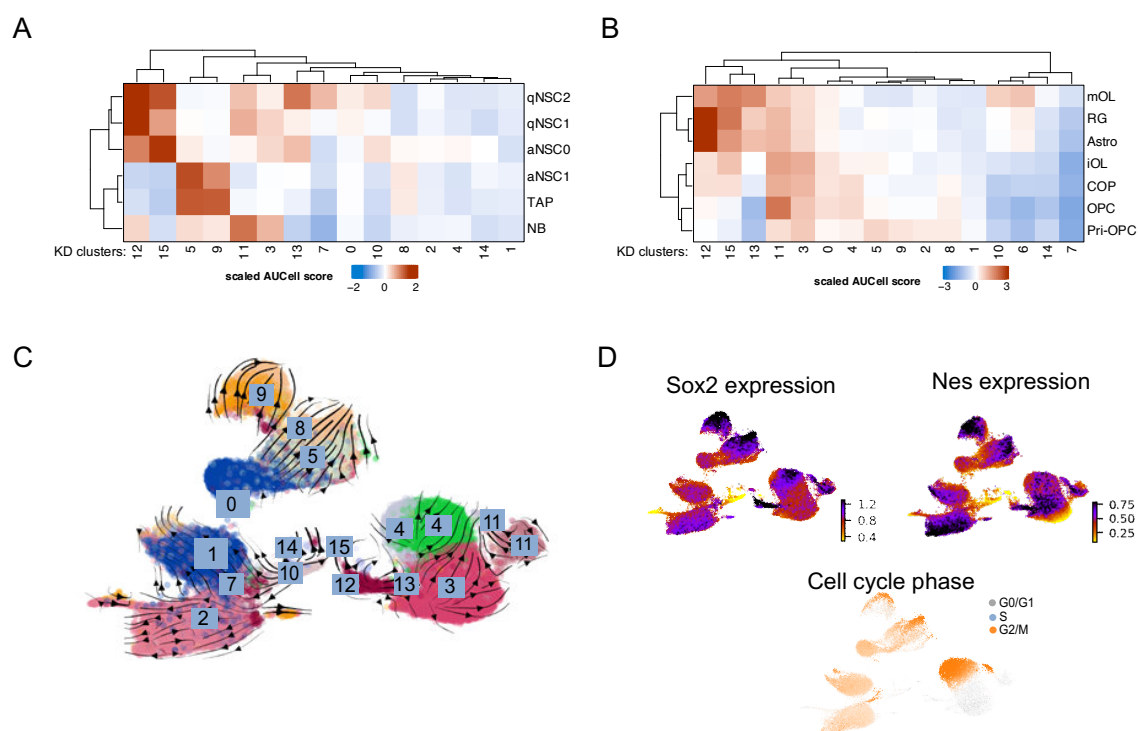 A
B
qNSC2
qNSC1
aNSC0
aNSC1
TAP
NB
KD clusters: 12 15 5 9 11 3 13 7 0 10 8 2 4 14 1
scaled AUCell score
−2 0 2
mOL
RG
Astro
iOL
COP
OPC
Pri-OPC
KD clusters: 12 15 13 11 3 0 4 5 9 2 8 1 10 6 14 7
scaled AUCell score
−3 0 3
C
D
9
8
5
0
4 4 11
1 14 15 11
7 10 12 13 3
2
Sox2 expression
Nes expression
1.2
0.8
0.4
0.75
0.50
0.25
Cell cycle phase
G0/G1
S
G2/M